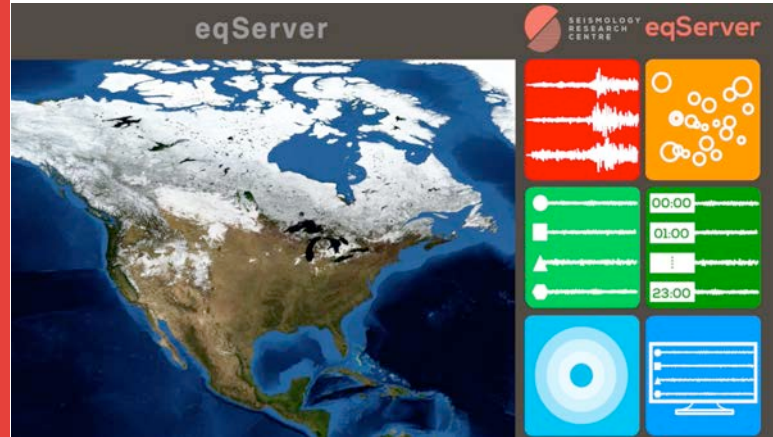 eqServer
SEISMOLOGY
RESEARCH
CENTRE
eqServer
00:00
01:00
23:00